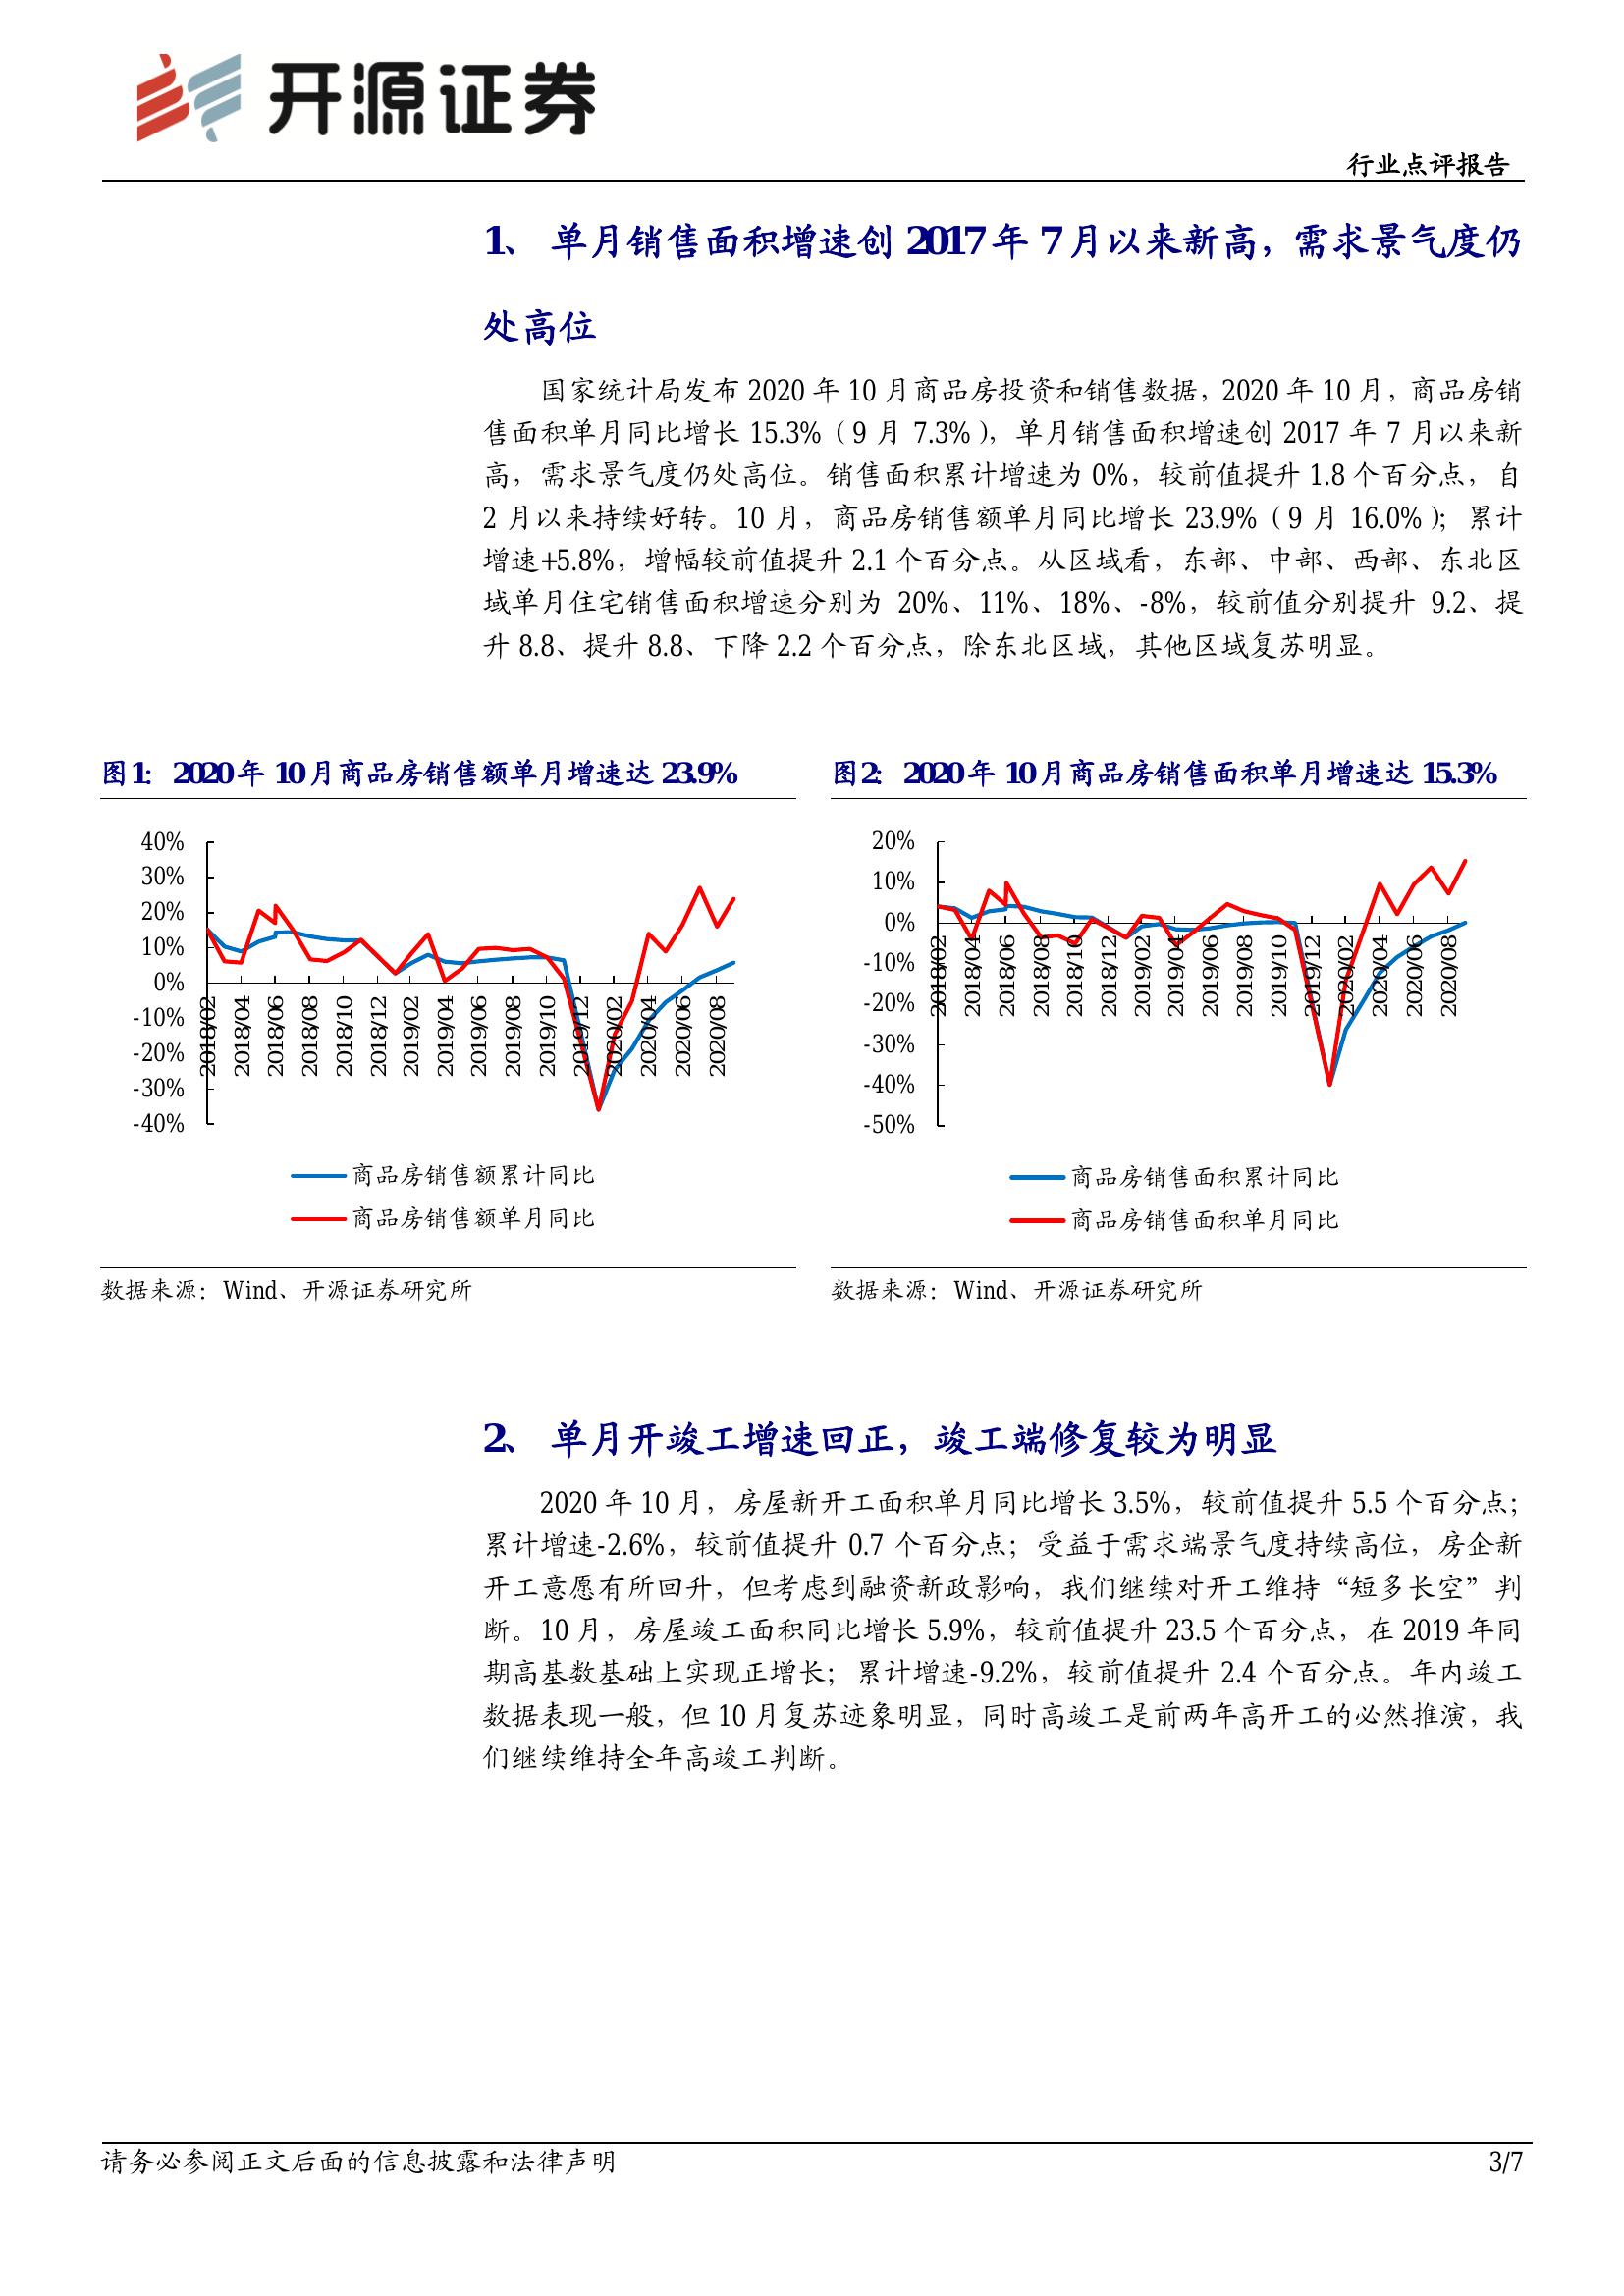 开源证券
行业点评报告
1、 单月销售面积增速创 2017 年 7 月以来新高，需求景气度仍
处高位
国家统计局发布 2020 年 10 月商品房投资和销售数据，2020 年 10 月，商品房销
售面积单月同比增长 15.3%（9 月 7.3%），单月销售面积增速创 2017 年 7 月以来新
高，需求景气度仍处高位。销售面积累计增速为 0%，较前值提升 1.8 个百分点，自
2 月以来持续好转。10 月，商品房销售额单月同比增长 23.9%（9 月 16.0%）；累计
增速+5.8%，增幅较前值提升 2.1 个百分点。从区域看，东部、中部、西部、东北区
域单月住宅销售面积增速分别为 20%、11%、18%、-8%，较前值分别提升 9.2、提
升 8.8、提升 8.8、下降 2.2 个百分点，除东北区域，其他区域复苏明显。
图1： 2020 年 10 月商品房销售额单月增速达 23.9%
40%
30%
20%
10%
0%
-10%
-20%
-30%
-40%
2018/02
2018/04
2018/06
2018/08
2018/10
2018/12
2019/02
2019/04
2019/06
2019/08
2019/10
2019/12
2020/02
2020/04
2020/06
2020/08
商品房销售额累计同比
商品房销售额单月同比
数据来源：Wind、开源证券研究所
图2： 2020 年 10 月商品房销售面积单月增速达 15.3%
20%
10%
0%
-10%
-20%
-30%
-40%
-50%
2018/02
2018/04
2018/06
2018/08
2018/10
2018/12
2019/02
2019/04
2019/06
2019/08
2019/10
2019/12
2020/02
2020/04
2020/06
2020/08
商品房销售面积累计同比
商品房销售面积单月同比
数据来源：Wind、开源证券研究所
2、 单月开竣工增速回正，竣工端修复较为明显
2020 年 10 月，房屋新开工面积单月同比增长 3.5%，较前值提升 5.5 个百分点；
累计增速-2.6%，较前值提升 0.7 个百分点；受益于需求端景气度持续高位，房企新
开工意愿有所回升，但考虑到融资新政影响，我们继续对开工维持“短多长空”判
断。10 月，房屋竣工面积同比增长 5.9%，较前值提升 23.5 个百分点，在 2019 年同
期高基数基础上实现正增长；累计增速-9.2%，较前值提升 2.4 个百分点。年内竣工
数据表现一般，但 10 月复苏迹象明显，同时高竣工是前两年高开工的必然推演，我
们继续维持全年高竣工判断。
请务必参阅正文后面的信息披露和法律声明
3/7